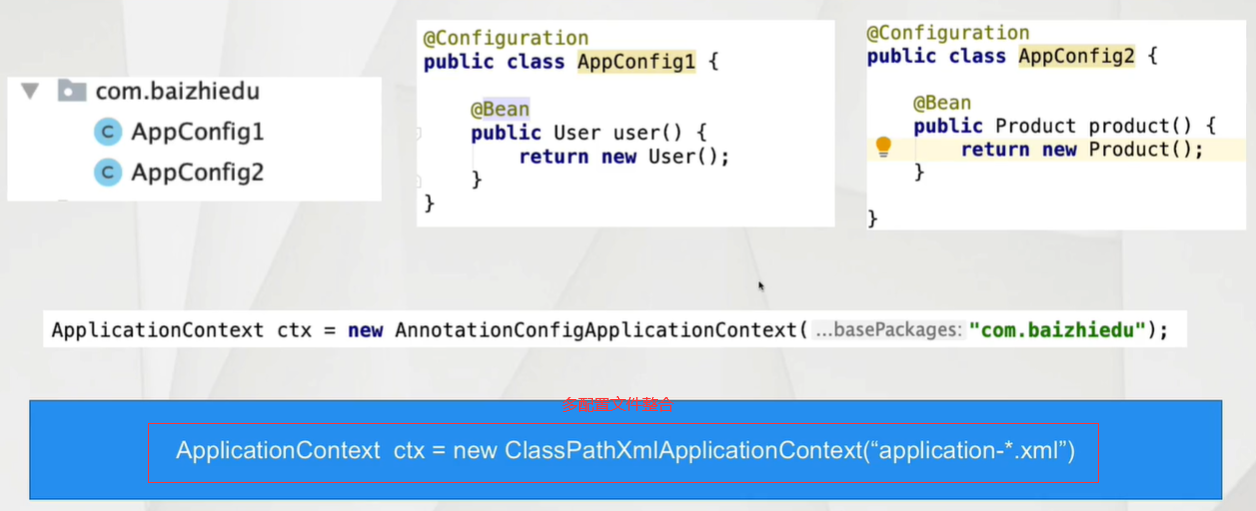 com.baizhiedu
AppConfig1
AppConfig2
@Configuration
public class AppConfig1 {
@Bean
public User user() {
return new User();
}
}
@Configuration
public class AppConfig2 {
@Bean
public Product product() {
return new Product();
}
}
ApplicationContext ctx = new AnnotationConfigApplicationContext( ...basePackages: "com.baizhiedu");
多配置文件整合
ApplicationContext ctx = new ClassPathXmlApplicationContext(“application-*.xml”)